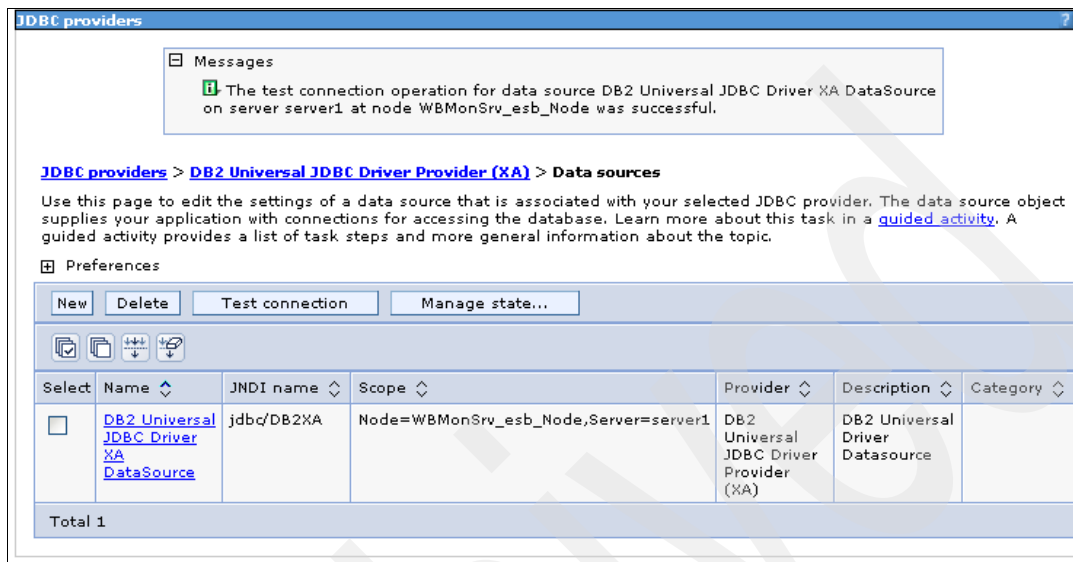 JDBC providers ?
Messages
The test connection operation for data source DB2 Universal JDBC Driver XA DataSource
on server server1 at node WBMonSrv_esb_Node was successful.
JDBC providers > DB2 Universal JDBC Driver Provider (XA) > Data sources
Use this page to edit the settings of a data source that is associated with your selected JDBC provider. The data source object
supplies your application with connections for accessing the database. Learn more about this task in a guided activity. A
guided activity provides a list of task steps and more general information about the topic.
Preferences
New Delete Test connection Manage state...
Select Name JNDI name Scope Provider Description Category
DB2 Universal jdbc/DB2XA Node=WBMonSrv_esb_Node,Server=server1 DB2 DB2 Universal
JDBC Driver Universal Driver
XA JDBC Driver Datasource
DataSource Provider
(XA)
Total 1